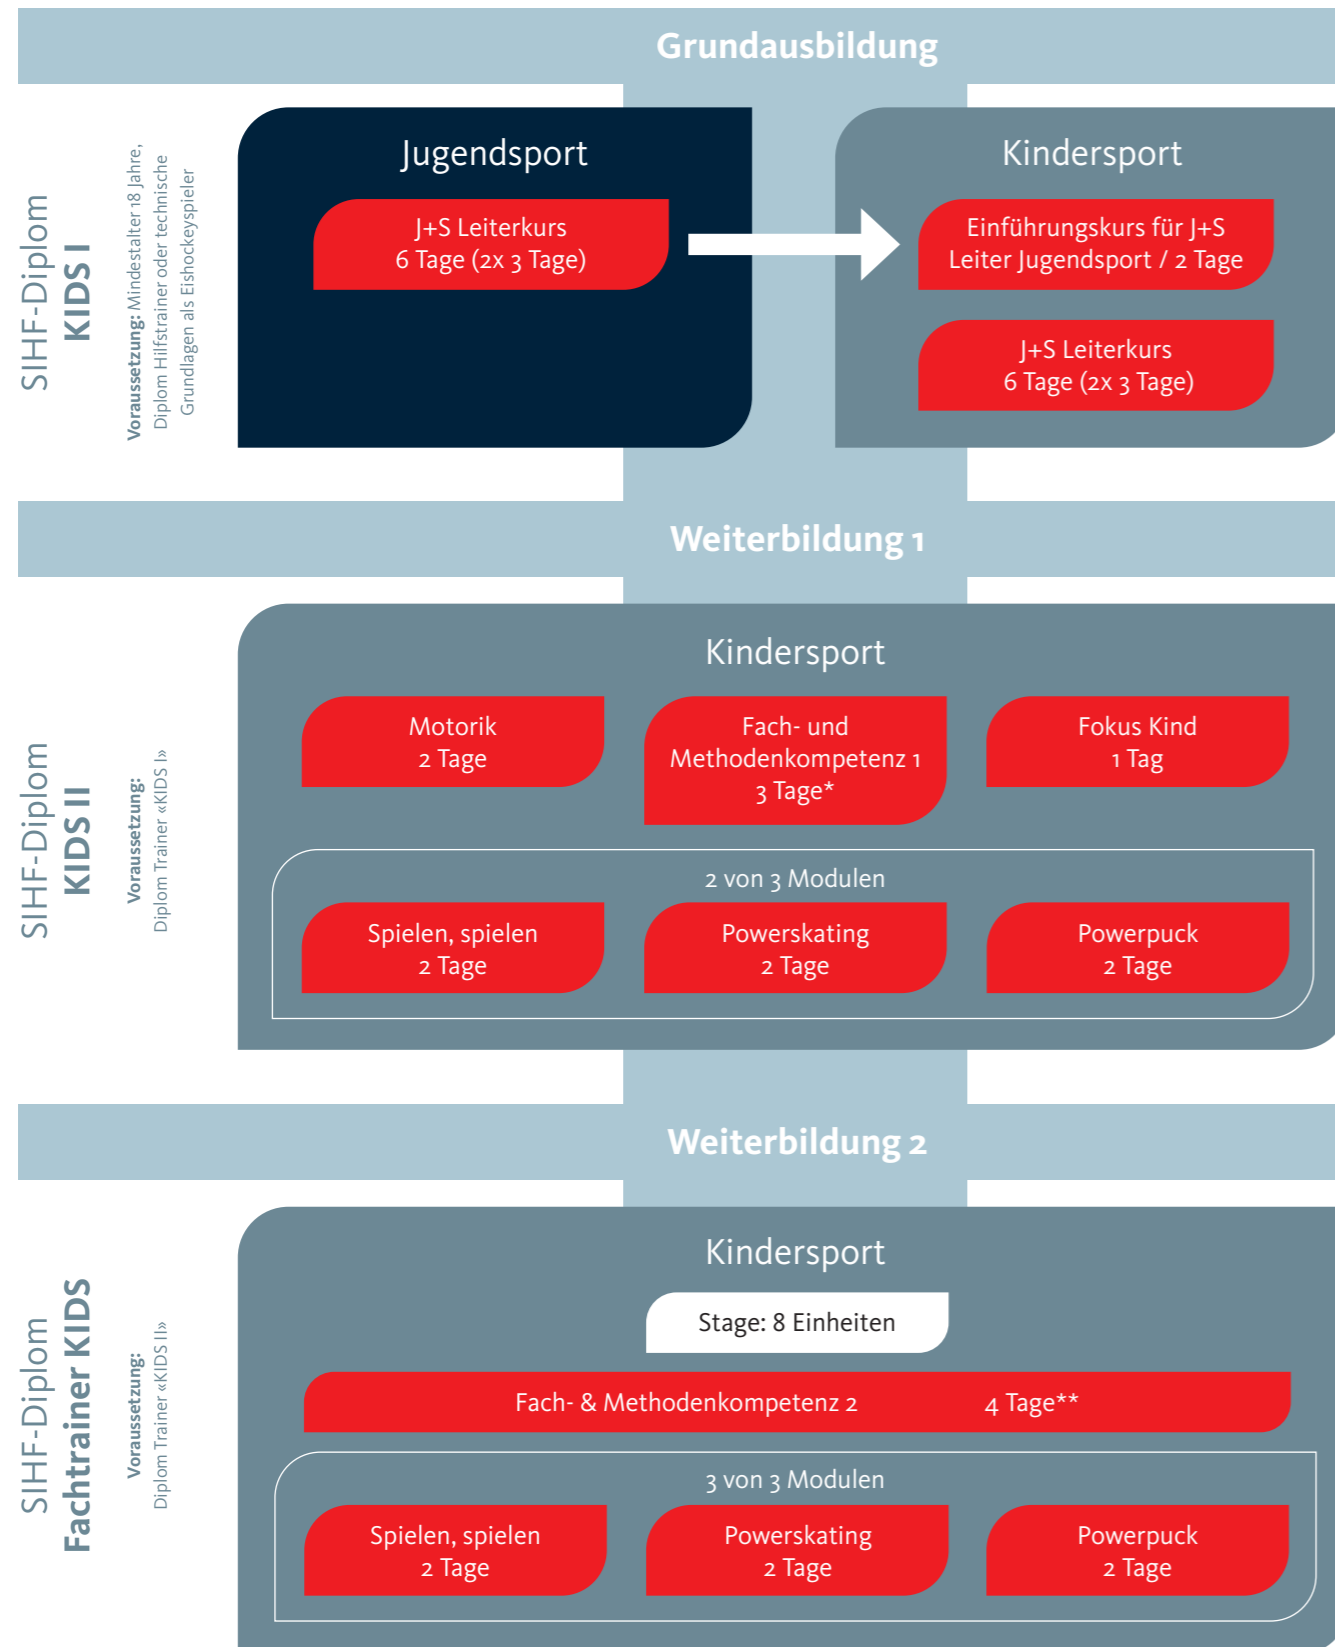 Grundausbildung
SIHF-Diplom
KIDS I
Voraussetzung: Mindestalter 18 Jahre,
Diplom Hilfstrainer oder technische
Grundlagen als Eishockeyspieler
Jugendsport
J+S Leiterkurs
6 Tage (2x 3 Tage)
Kindersport
Einführungskurs für J+S
Leiter Jugendsport / 2 Tage
J+S Leiterkurs
6 Tage (2x 3 Tage)
Weiterbildung 1
SIHF-Diplom
KIDS II
Voraussetzung:
Diplom Trainer «KIDS I»
Kindersport
Motorik
2 Tage
Fach- und
Methodenkompetenz 1
3 Tage*
Fokus Kind
1 Tag
2 von 3 Modulen
Spielen, spielen
2 Tage
Powerskating
2 Tage
Powerpuck
2 Tage
Weiterbildung 2
SIHF-Diplom
Fachtrainer KIDS
Voraussetzung:
Diplom Trainer «KIDS II»
Kindersport
Stage: 8 Einheiten
Fach- & Methodenkompetenz 2 4 Tage**
3 von 3 Modulen
Spielen, spielen
2 Tage
Powerskating
2 Tage
Powerpuck
2 Tage